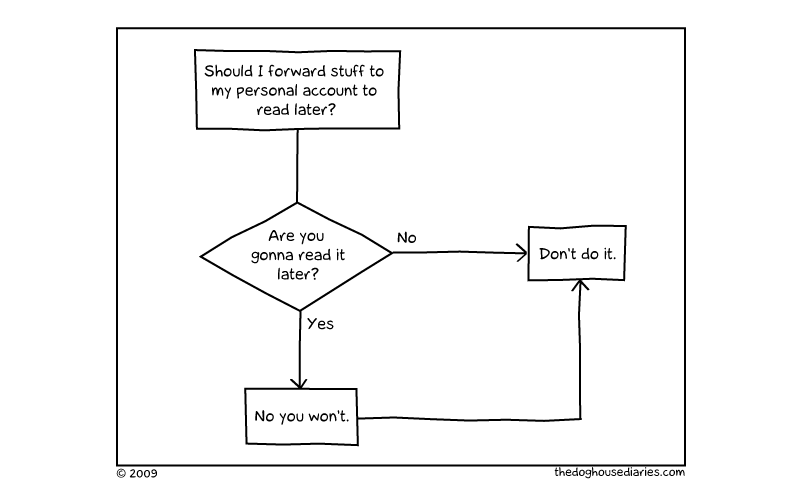 Should I forward stuff to
my personal account to
read later?
Are you
gonna read it
later?
No
Don't do it.
Yes
No you won't.
© 2009
thedoghousediaries.com